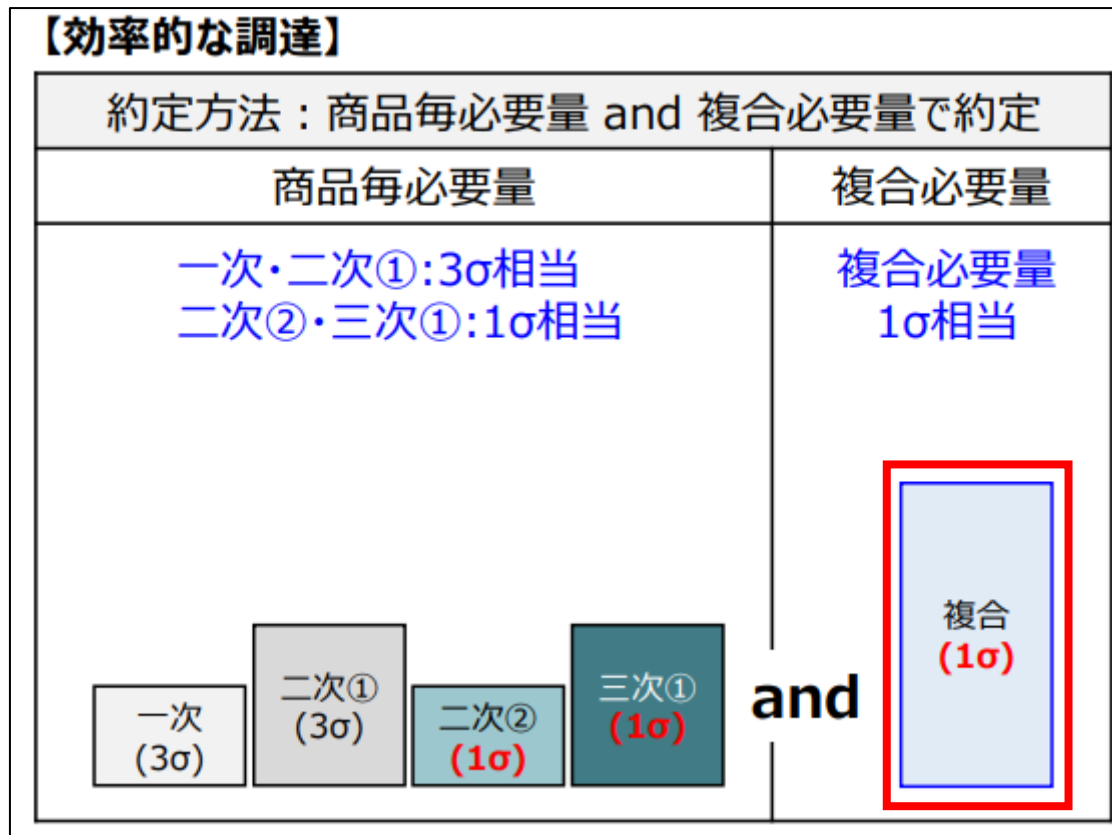 【効率的な調達】
約定方法：商品毎必要量 and 複合必要量で約定
商品毎必要量
複合必要量
一次・二次①:3σ相当
二次②・三次①:1σ相当
複合必要量
1σ相当
一次
(3σ)
二次①
(3σ)
二次②
(1σ)
三次①
(1σ)
and
複合
(1σ)